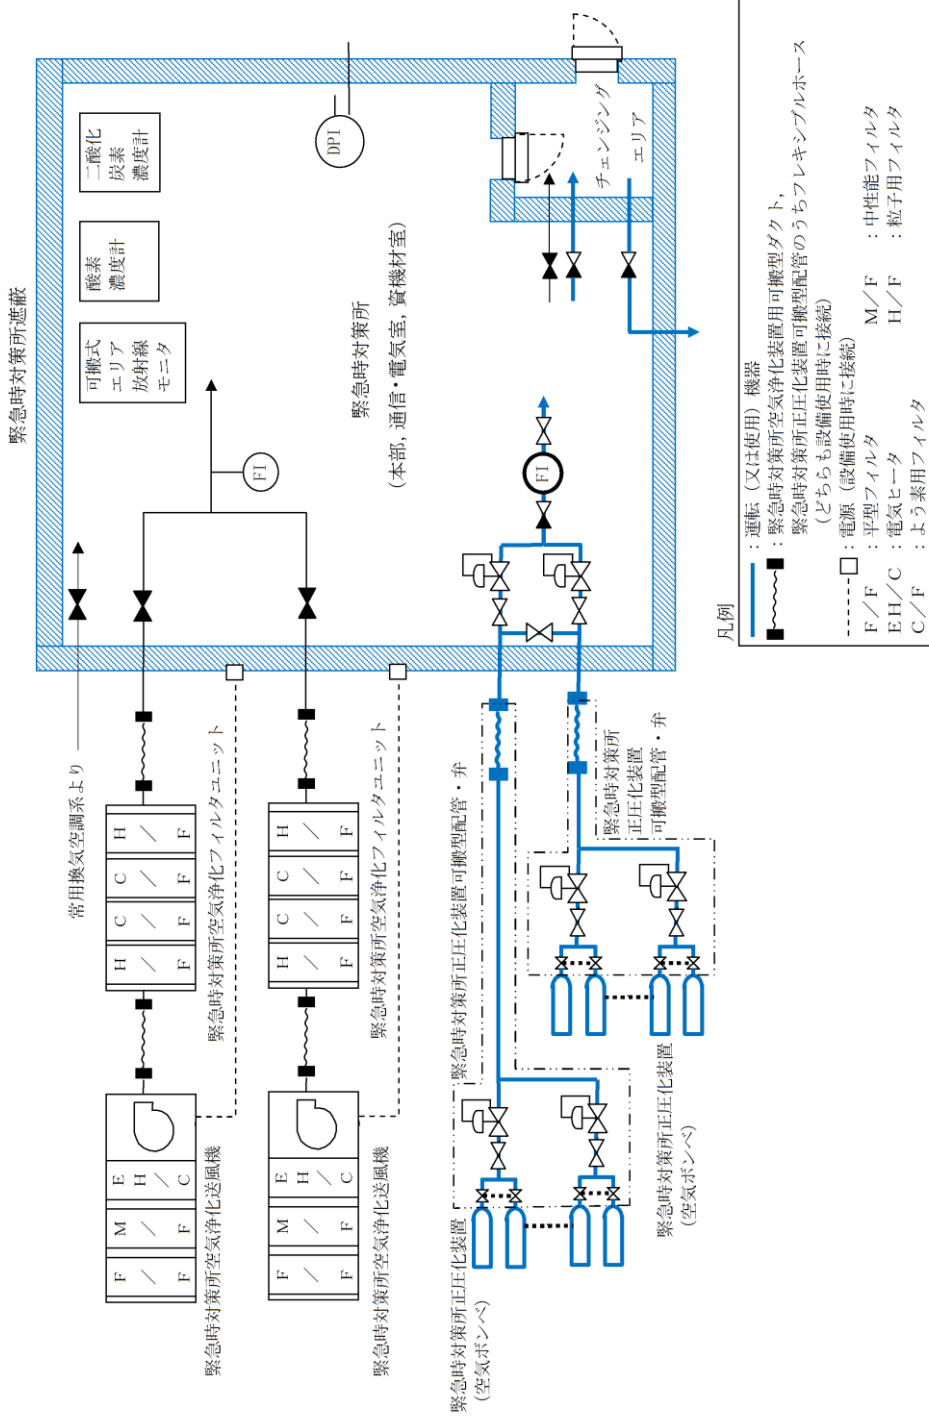 緊急時対策所遮蔽
二酸化
炭素
濃度計
酸素
濃度計
可搬式
エリア
放射線
モニタ
DPI
チェンジング
エリア
緊急時対策所
(本部,通信・電気室,資機材室)
FI
FI
常用換気空調系より
H/F
C/F
C/F
H/F
緊急時対策所空気浄化フィルタユニット
H/F
C/F
C/F
H/F
緊急時対策所空気浄化フィルタユニット
EH/C
M/F
F/F
緊急時対策所空気浄化送風機
EH/C
M/F
F/F
緊急時対策所空気浄化送風機
緊急時対策所正圧化装置可搬型配管・弁
緊急時対策所
正圧化装置
可搬型配管・弁
緊急時対策所正圧化装置
(空気ボンベ)
緊急時対策所正圧化装置
(空気ボンベ)
凡例
:運転(又は使用)機器
:緊急時対策所空気浄化装置用可搬型ダクト,
緊急時対策所正圧化装置可搬型配管のうちフレキシブルホース
(どちらも設備使用時に接続)
:電源(設備使用時に接続)
F/F :平型フィルタ M/F :中性能フィルタ
EH/C :電気ヒータ H/F :粒子用フィルタ
C/F :よう素用フィルタ